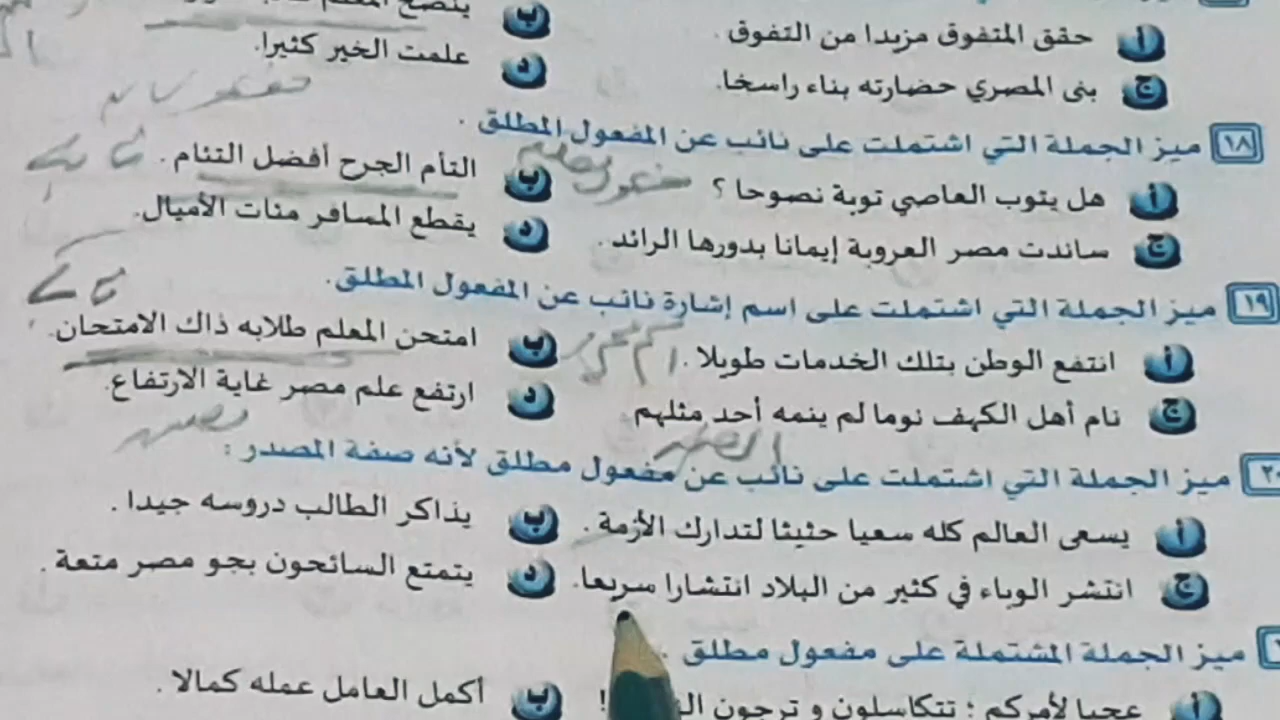 أ حقق المتفوق مزيدا من التفوق.
ب ينصح المعلم
ج بنى المصري حضارته بناء راسخا.
د علمت الخير كثيرا.
١٨ ميز الجملة التي اشتملت على نائب عن المفعول المطلق.
أ هل يتوب العاصي توبة نصوحا؟
ب التأم الجرح أفضل التئام.
ج ساندت مصر العروبة إيمانا بدورها الرائد.
د يقطع المسافر مئات الأميال.
١٩ ميز الجملة التي اشتملت على اسم إشارة نائب عن المفعول المطلق.
أ انتفع الوطن بتلك الخدمات طويلا.
ب امتحن المعلم طلابه ذاك الامتحان.
ج نام أهل الكهف نوما لم ينمه أحد مثلهم
د ارتفع علم مصر غاية الارتفاع.
٢٠ ميز الجملة التي اشتملت على نائب عن مفعول مطلق لأنه صفة المصدر:
أ يسعى العالم كله سعيا حثيثا لتدارك الأزمة.
ب يذاكر الطالب دروسه جيدا.
ج انتشر الوباء في كثير من البلاد انتشارا سريعا.
د يتمتع السائحون بجو مصر متعة.
ميز الجملة المشتملة على مفعول مطلق
أ عجبا لأمركم؛ تتكاسلون و ترجون !
ب أكمل العامل عمله كمالا.